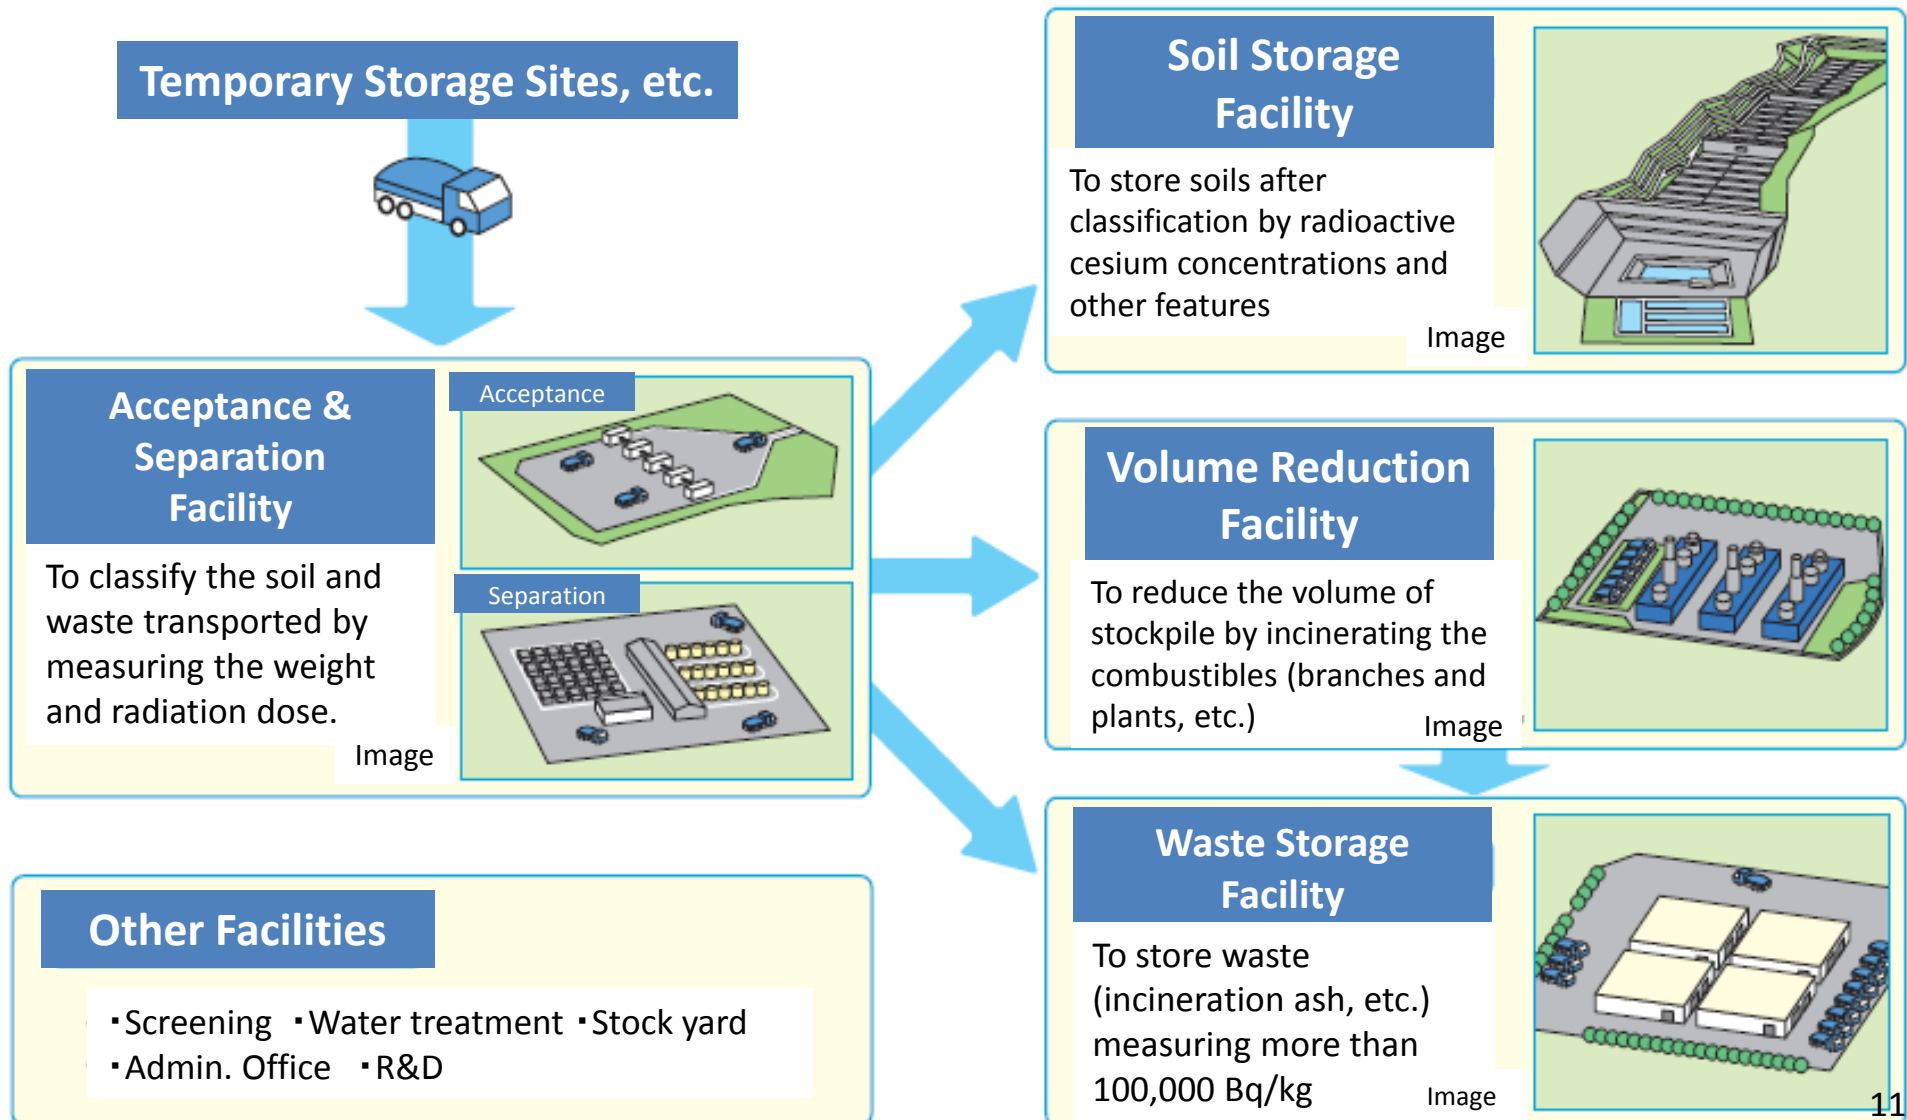 Temporary Storage Sites, etc.
Acceptance &
Separation
Facility
To classify the soil and
waste transported by
measuring the weight
and radiation dose.
Image
Acceptance
Separation
Other Facilities
・Screening ・Water treatment ・Stock yard
・Admin. Office ・R&D
Soil Storage
Facility
To store soils after
classification by radioactive
cesium concentrations and
other features
Image
Volume Reduction
Facility
To reduce the volume of
stockpile by incinerating the
combustibles (branches and
plants, etc.)
Image
Waste Storage
Facility
To store waste
(incineration ash, etc.)
measuring more than
100,000 Bq/kg
Image
11